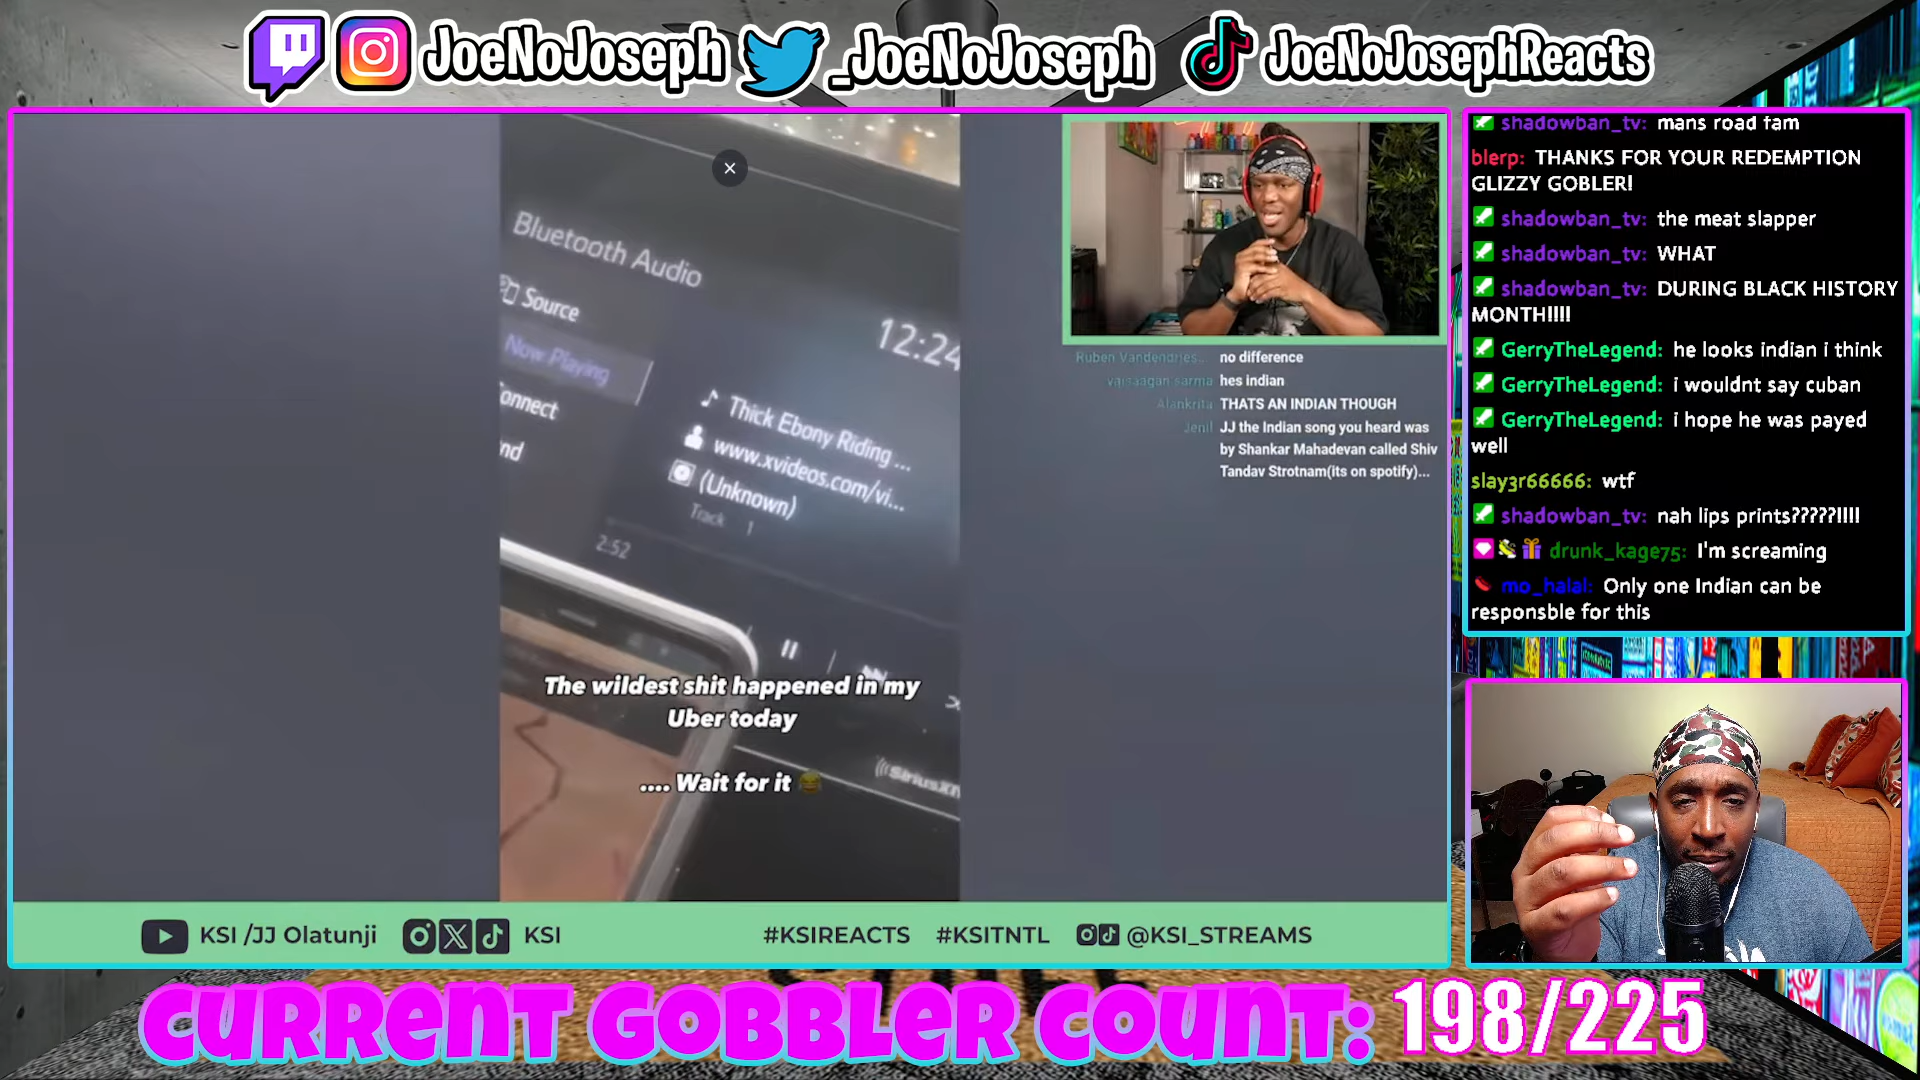 JoeNoJoseph
_JoeNoJoseph
JoeNoJosephReacts
Bluetooth Audio
Source
12:24
Now Playing
onnect
nd
Thick Ebony Riding ...
www.xvideos.com/vi...
(Unknown)
Track 1
2:52
The wildest shit happened in my
Uber today
.... Wait for it 😂
no difference
vaisaagan sarma hes indian
Alankrita THATS AN INDIAN THOUGH
Jenil JJ the Indian song you heard was
by Shankar Mahadevan called Shiv
Tandav Strotnam(its on spotify)...
shadowban_tv: mans road fam
blerp: THANKS FOR YOUR REDEMPTION
GLIZZY GOBLER!
shadowban_tv: the meat slapper
shadowban_tv: WHAT
shadowban_tv: DURING BLACK HISTORY
MONTH!!!!
GerryTheLegend: he looks indian i think
GerryTheLegend: i wouldnt say cuban
GerryTheLegend: i hope he was payed
well
slay3r66666: wtf
shadowban_tv: nah lips prints?????!!!!
drunk_kage75: I'm screaming
mo_halal: Only one Indian can be
responsble for this
KSI /JJ Olatunji
KSI
#KSIREACTS
#KSITNTL
@KSI_STREAMS
CURRENT GOBBLER COUNT: 198/225